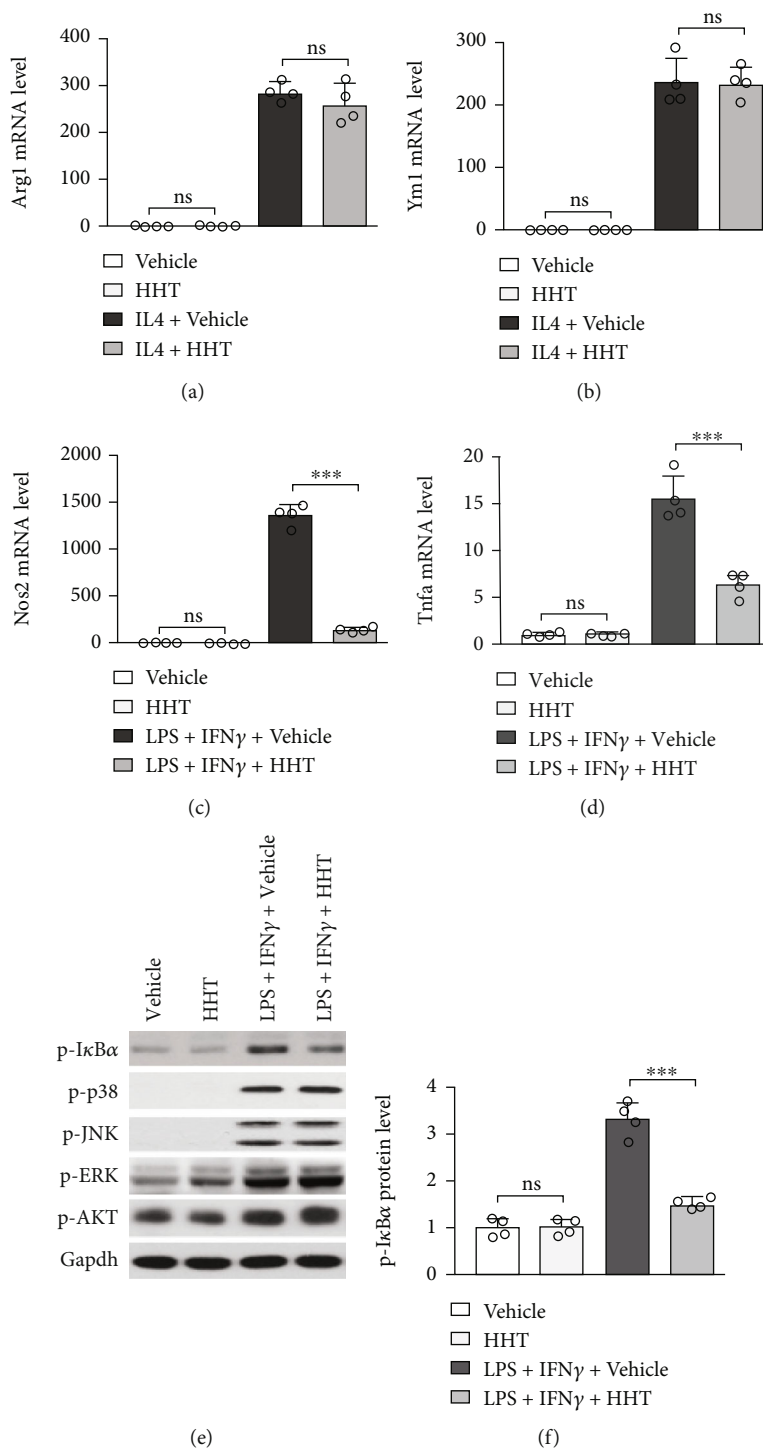 Arg1 mRNA level
400
300
200
100
0
ns
ns
Vehicle
HHT
IL4 + Vehicle
IL4 + HHT
(a)
Ym1 mRNA level
300
200
100
0
ns
ns
Vehicle
HHT
IL4 + Vehicle
IL4 + HHT
(b)
Nos2 mRNA level
2000
1500
1000
500
0
ns
***
Vehicle
HHT
LPS + IFNγ + Vehicle
LPS + IFNγ + HHT
(c)
Tnfa mRNA level
20
15
10
5
0
ns
***
Vehicle
HHT
LPS + IFNγ + Vehicle
LPS + IFNγ + HHT
(d)
Vehicle
HHT
LPS + IFNγ + Vehicle
LPS + IFNγ + HHT
p-IκBα
p-p38
p-JNK
p-ERK
p-AKT
Gapdh
(e)
p-IκBα protein level
4
3
2
1
0
ns
***
Vehicle
HHT
LPS + IFNγ + Vehicle
LPS + IFNγ + HHT
(f)